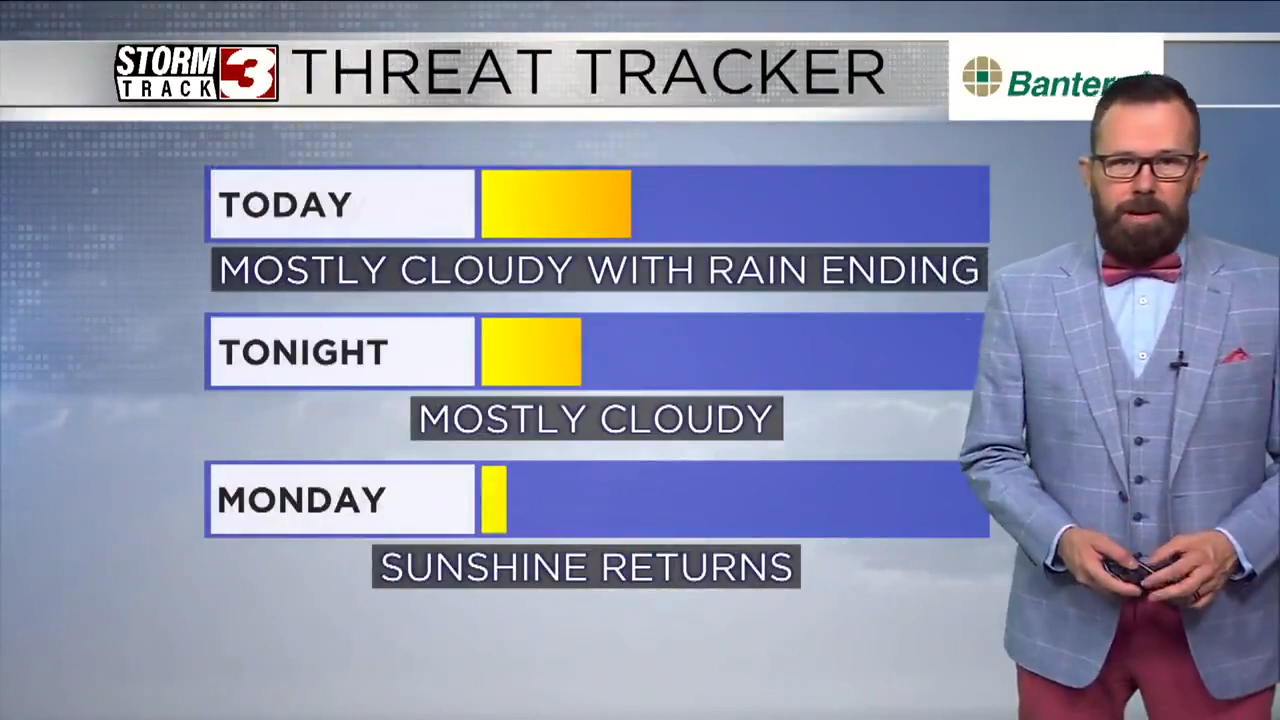 STORM
TRACK 3
THREAT TRACKER
TODAY
MOSTLY CLOUDY WITH RAIN ENDING
TONIGHT
MOSTLY CLOUDY
MONDAY
SUNSHINE RETURNS